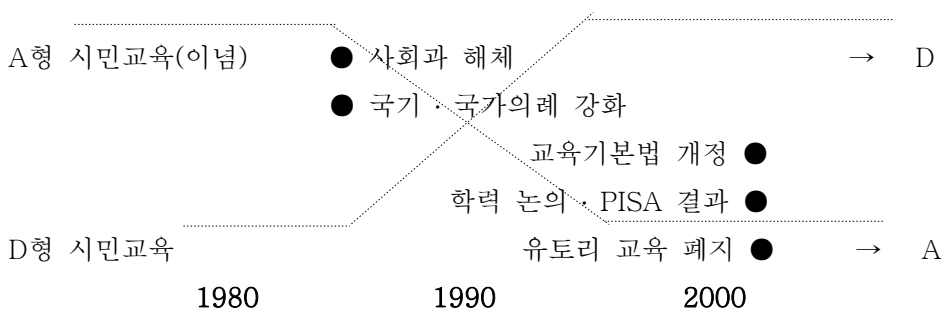 A형 시민교육(이념) ● 사회과 해체 → D
● 국기·국가의례 강화
교육기본법 개정 ●
학력 논의·PISA 결과 ●
D형 시민교육 유토리 교육 폐지 ● → A
1980 1990 2000